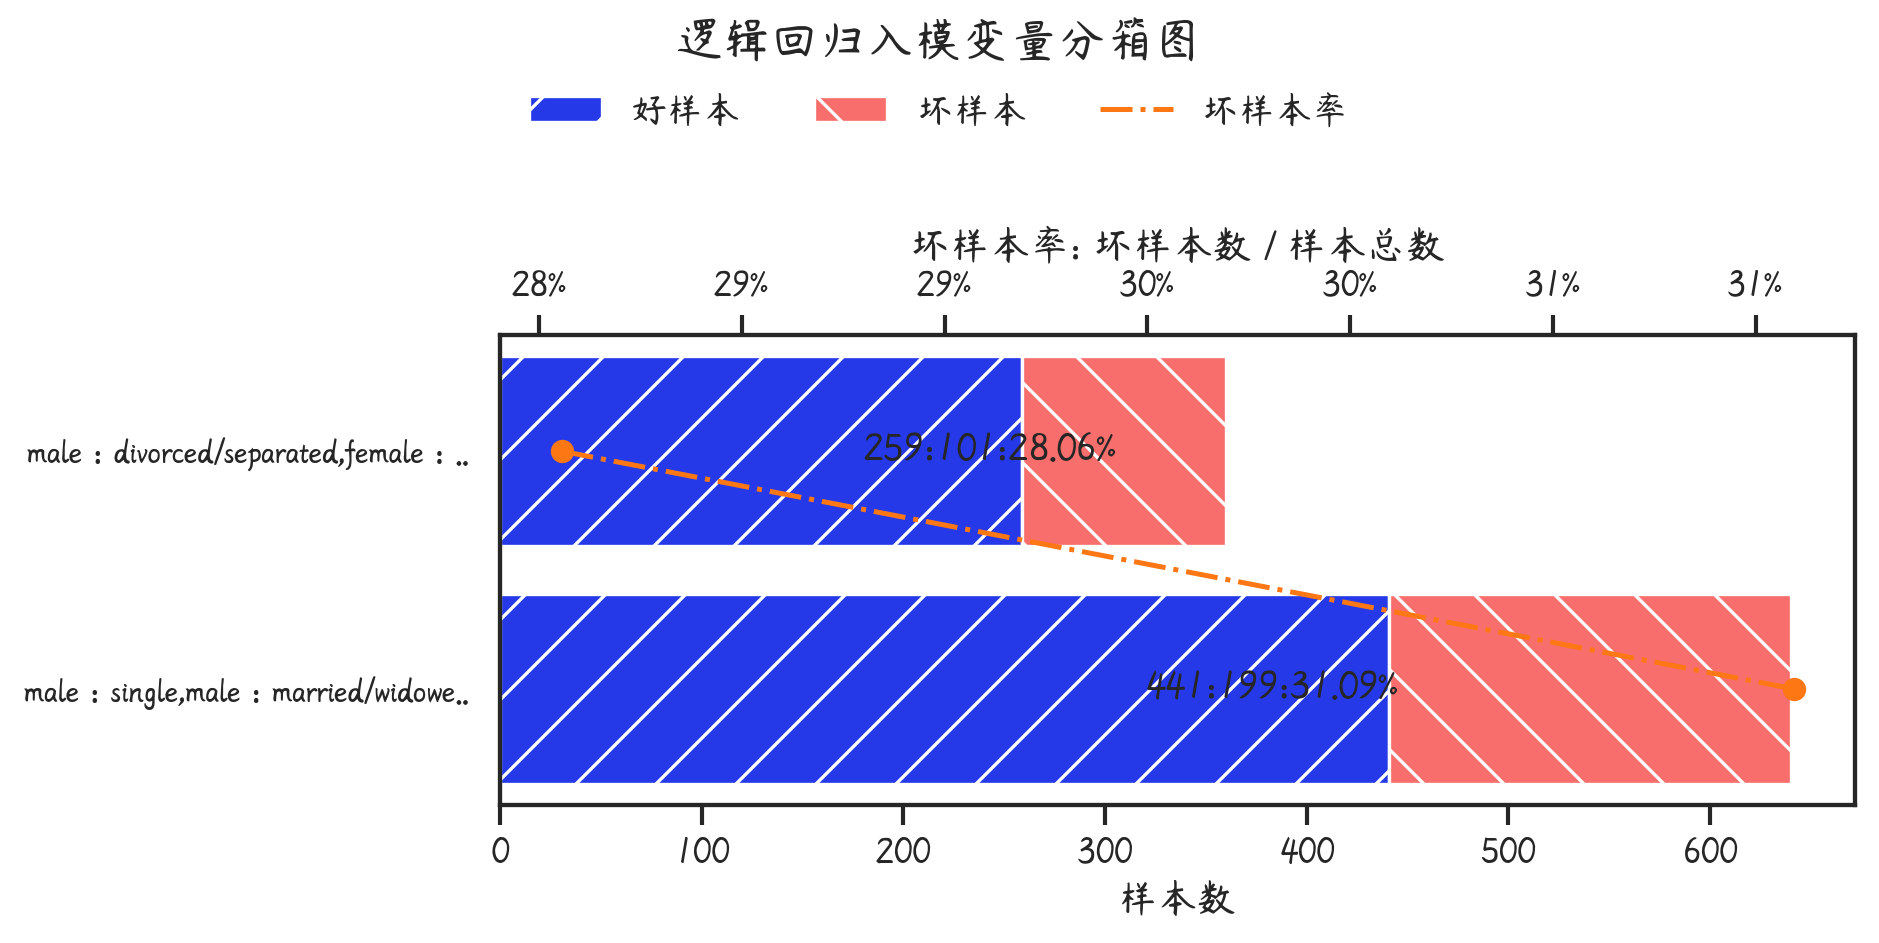 逻辑回归入模变量分箱图
好样本 坏样本 坏样本率
坏样本率: 坏样本数 / 样本总数
28% 29% 29% 30% 30% 31% 31%
male : divorced/separated,female : ..
259:101:28.06%
male : single,male : married/widowe..
441:199:31.09%
0 100 200 300 400 500 600
样本数